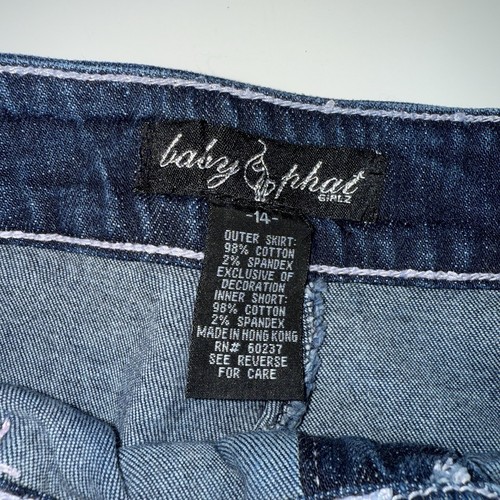 baby phat
GIRLZ
-14-
OUTER SKIRT:
98% COTTON
2% SPANDEX
EXCLUSIVE OF
DECORATION
INNER SHORT:
98% COTTON
2% SPANDEX
MADE IN HONG KONG
RN# 60237
SEE REVERSE
FOR CARE